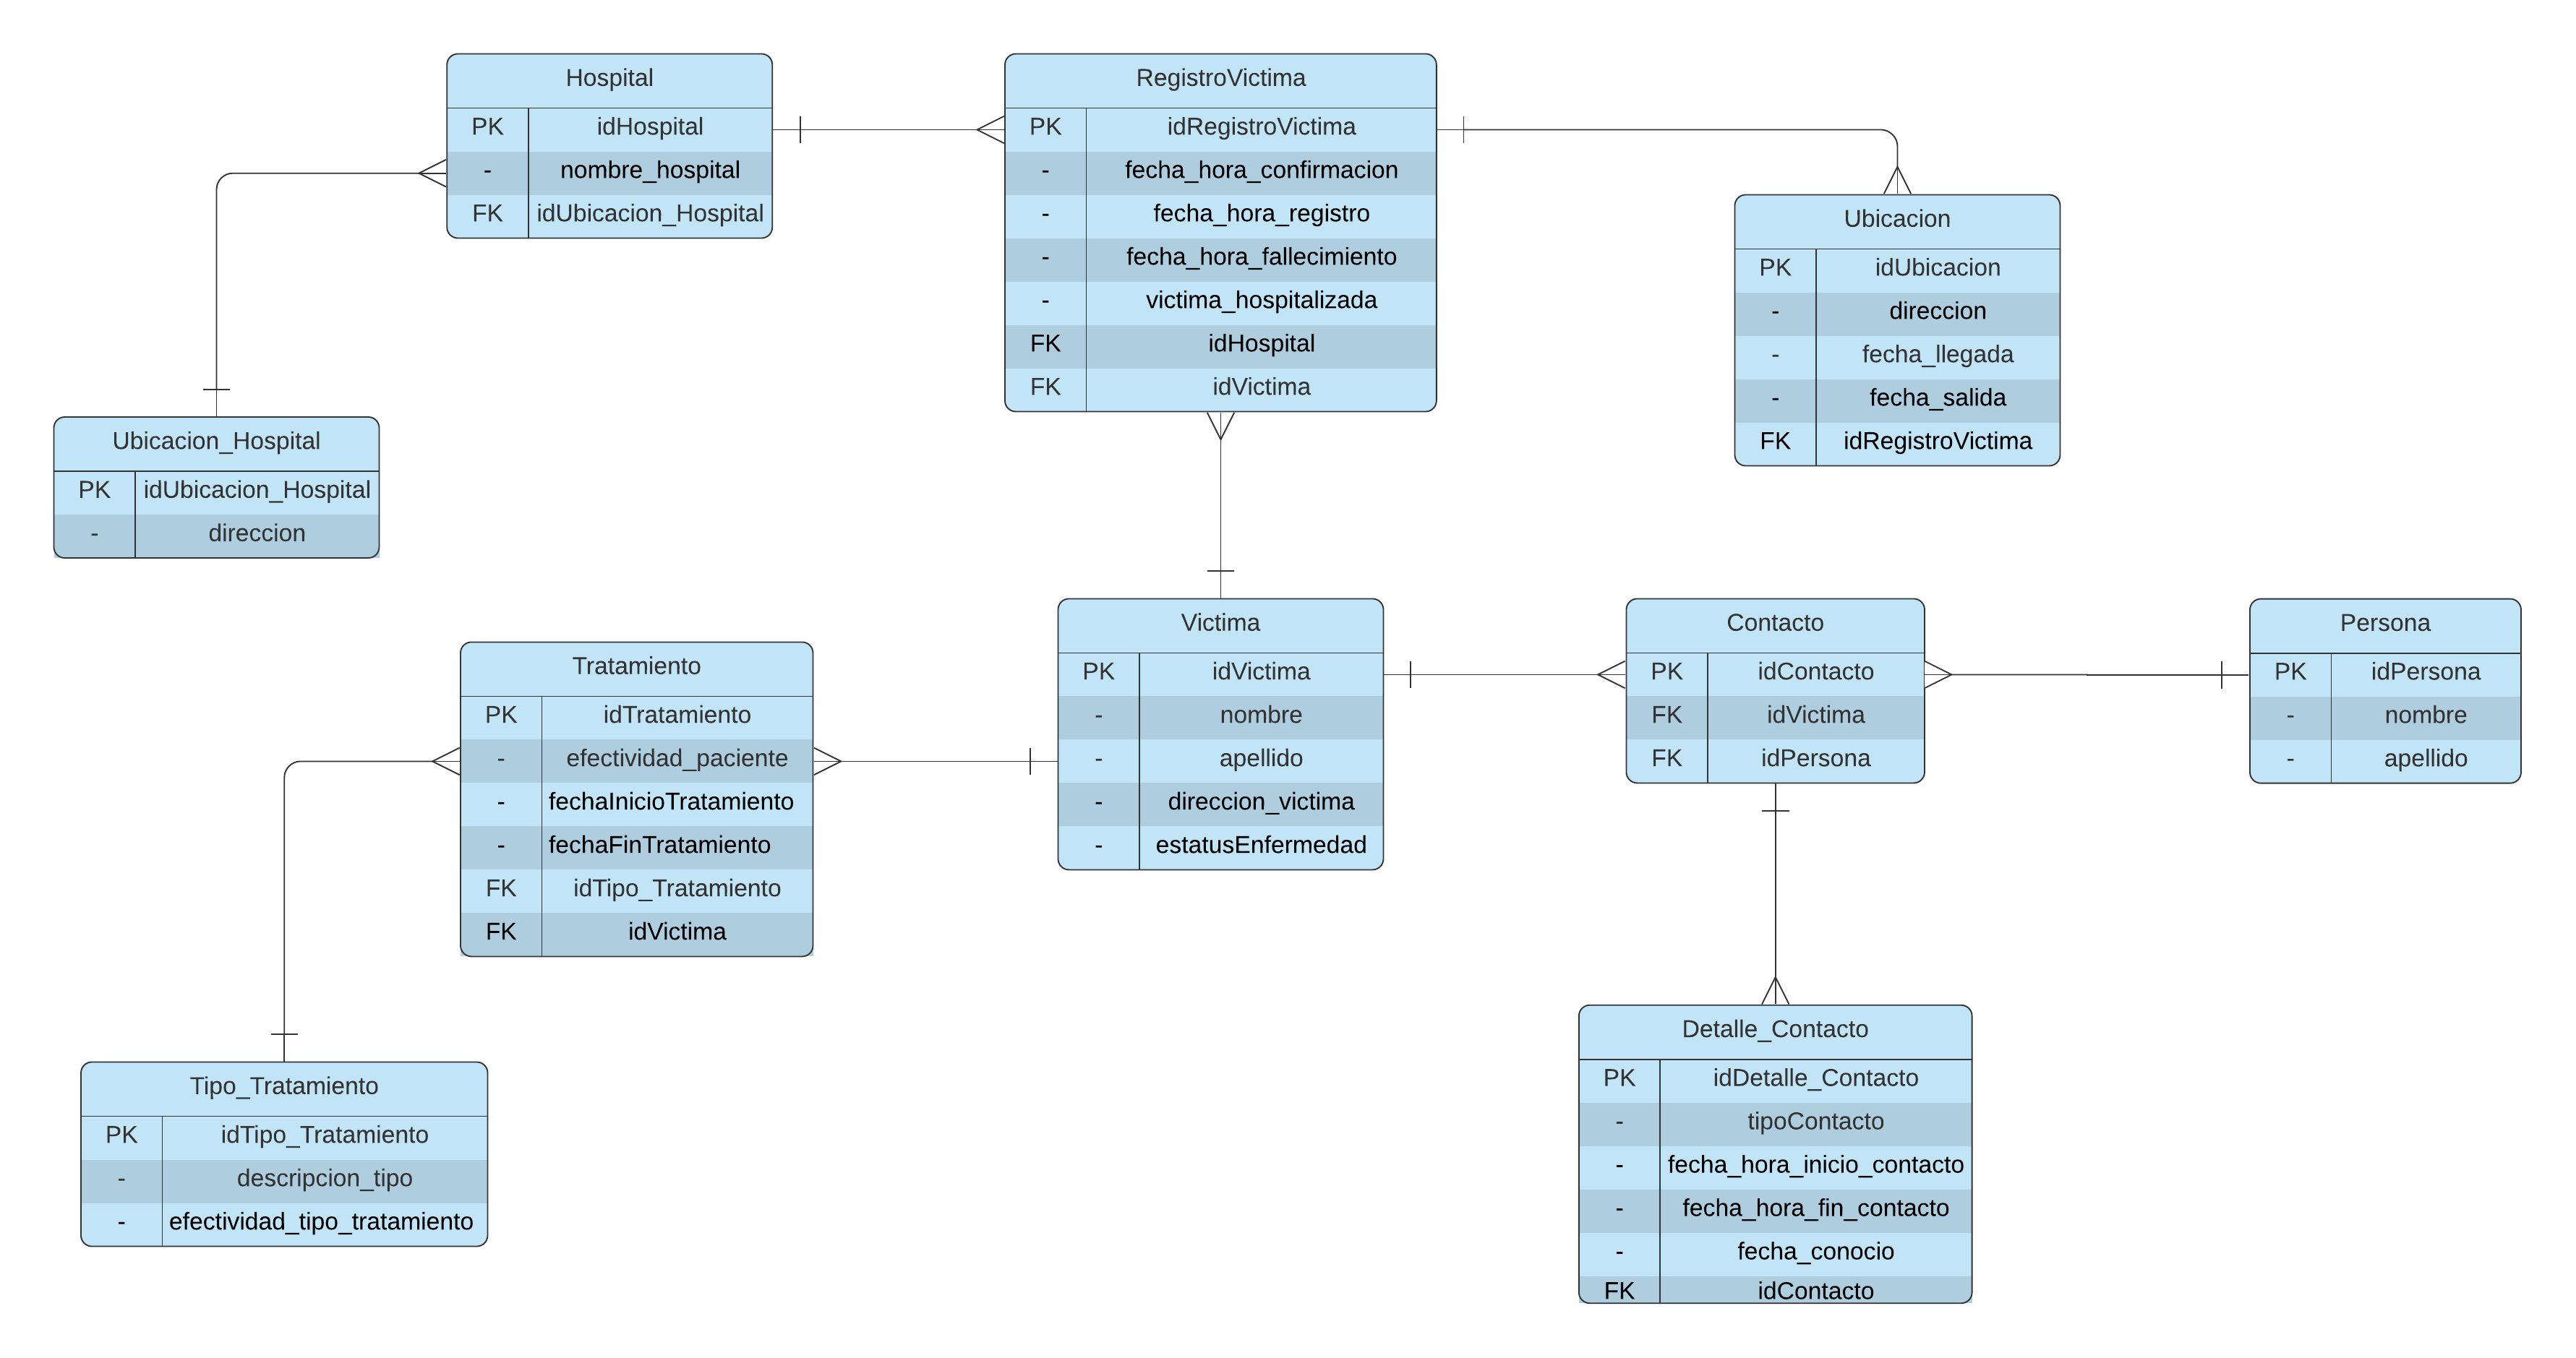 Hospital
PK idHospital
- nombre_hospital
FK idUbicacion_Hospital
RegistroVictima
PK idRegistroVictima
- fecha_hora_confirmacion
- fecha_hora_registro
- fecha_hora_fallecimiento
- victima_hospitalizada
FK idHospital
FK idVictima
Ubicacion
PK idUbicacion
- direccion
- fecha_llegada
- fecha_salida
FK idRegistroVictima
Ubicacion_Hospital
PK idUbicacion_Hospital
- direccion
Tratamiento
PK idTratamiento
- efectividad_paciente
- fechaInicioTratamiento
- fechaFinTratamiento
FK idTipo_Tratamiento
FK idVictima
Victima
PK idVictima
- nombre
- apellido
- direccion_victima
- estatusEnfermedad
Contacto
PK idContacto
FK idVictima
FK idPersona
Persona
PK idPersona
- nombre
- apellido
Tipo_Tratamiento
PK idTipo_Tratamiento
- descripcion_tipo
- efectividad_tipo_tratamiento
Detalle_Contacto
PK idDetalle_Contacto
- tipoContacto
- fecha_hora_inicio_contacto
- fecha_hora_fin_contacto
- fecha_conocio
FK idContacto